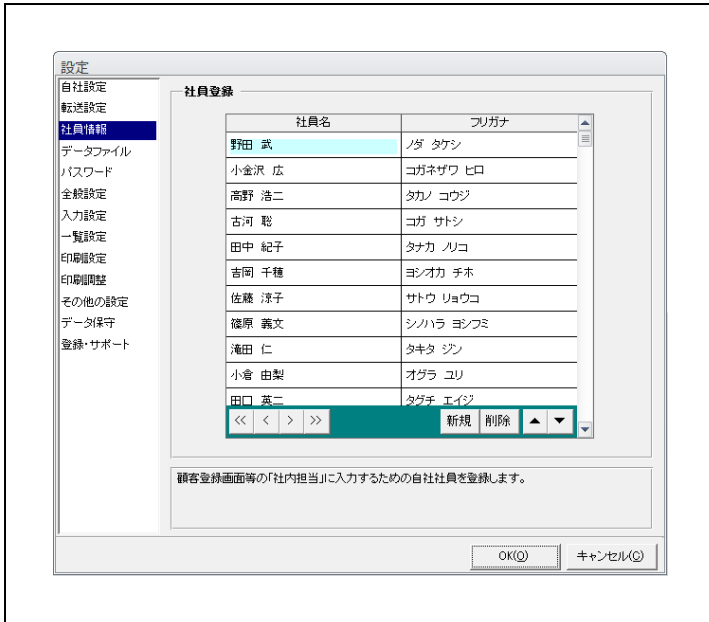 設定
自社設定
転送設定
社員情報
データファイル
パスワード
全般設定
入力設定
一覧設定
印刷設定
印刷調整
その他の設定
データ保守
登録・サポート
社員登録
社員名 フリガナ
野田 武 ノダ タケシ
小金沢 広 コガネザワ ヒロ
高野 浩二 タカノ コウジ
古河 聡 コガ サトシ
田中 紀子 タナカ ノリコ
吉岡 千穂 ヨシオカ チホ
佐藤 涼子 サトウ リョウコ
篠原 義文 シノハラ ヨシフミ
滝田 仁 タキタ ジン
小倉 由梨 オグラ ユリ
田口 英二 タグチ エイジ
<< < > >> 新規 削除 ▲ ▼
顧客登録画面等の「社内担当」に入力するための自社社員を登録します。
OK(O) キャンセル(C)